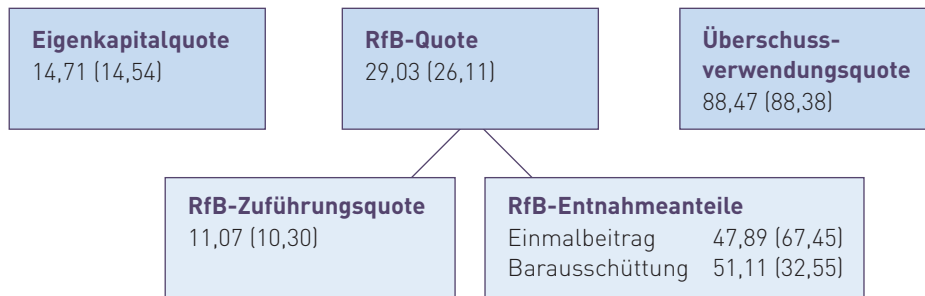 Eigenkapitalquote
14,71 (14,54)
RfB-Quote
29,03 (26,11)
Überschuss-
verwendungsquote
88,47 (88,38)
RfB-Zuführungsquote
11,07 (10,30)
RfB-Entnahmeanteile
Einmalbeitrag 47,89 (67,45)
Barausschüttung 51,11 (32,55)